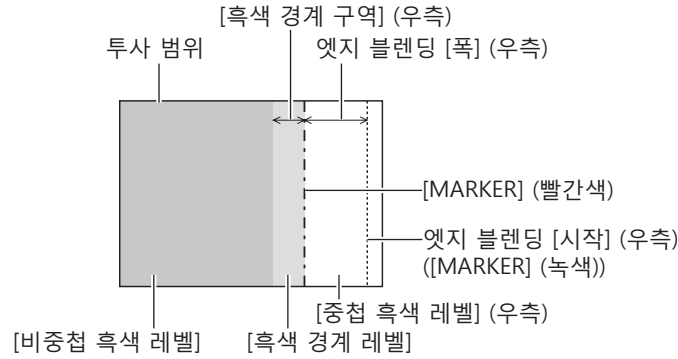 [흑색 경계 구역] (우측)
투사 범위
엣지 블렌딩 [폭] (우측)
[MARKER] (빨간색)
엣지 블렌딩 [시작] (우측)
([MARKER] (녹색))
[중첩 흑색 레벨] (우측)
[비중첩 흑색 레벨]
[흑색 경계 레벨]